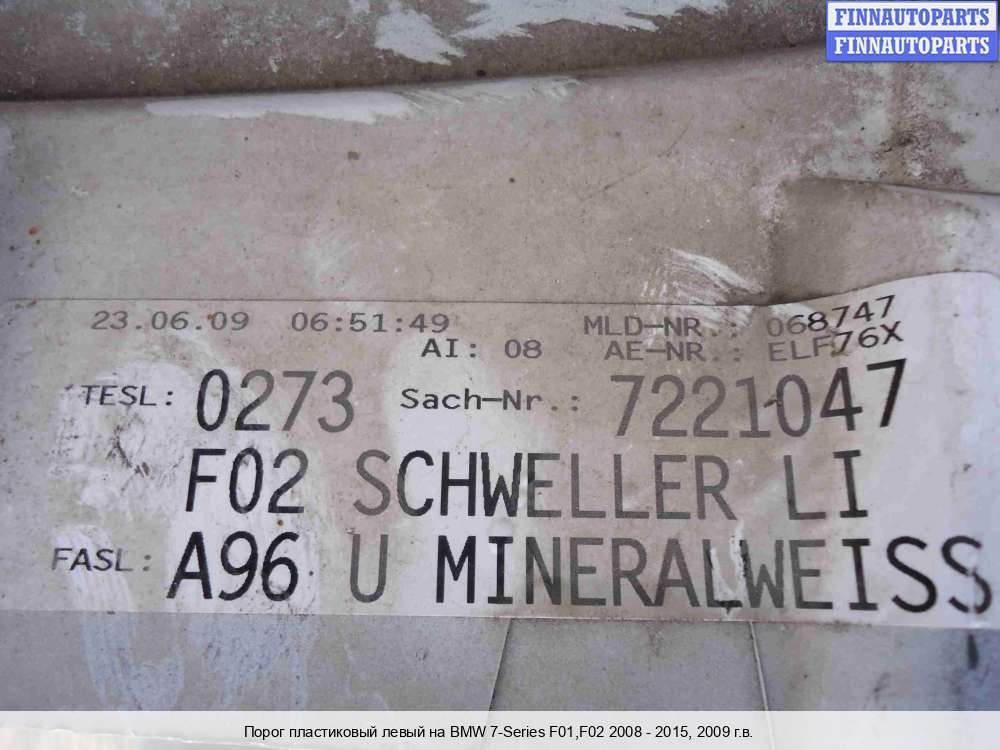 FINNAUTOPARTS
FINNAUTOPARTS
23.06.09 06:51:49 MLD-NR.: 068747
AI: 08 AE-NR.: ELF76X
TESL: 0273 Sach-Nr.: 7221047
F02 SCHWELLER LI
FASL: A96 U MINERALWEISS
Порог пластиковый левый на BMW 7-Series F01,F02 2008 - 2015, 2009 г.в.